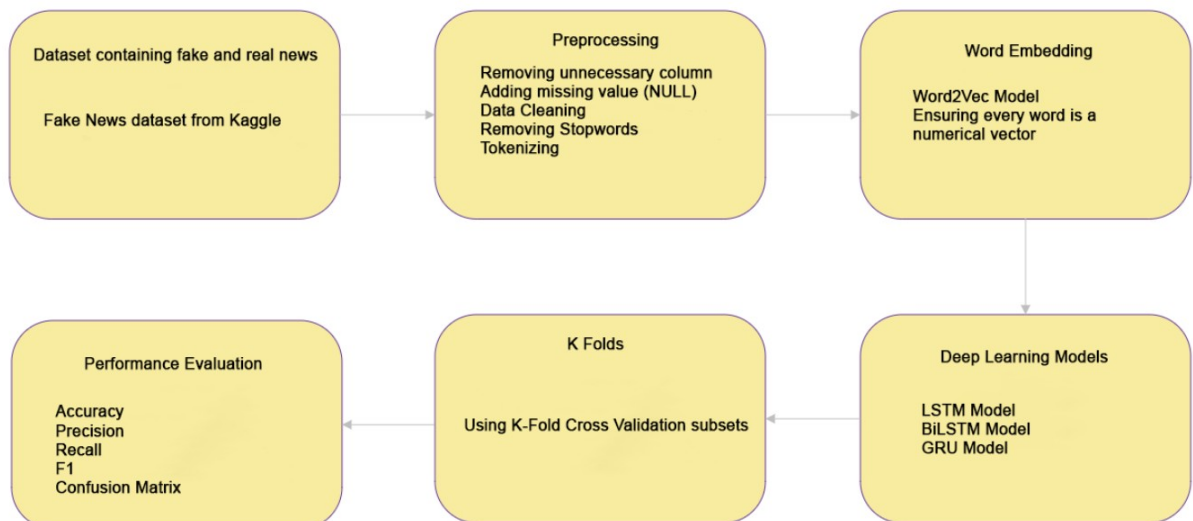 Dataset containing fake and real news
Fake News dataset from Kaggle
Preprocessing
Removing unnecessary column
Adding missing value (NULL)
Data Cleaning
Removing Stopwords
Tokenizing
Word Embedding
Word2Vec Model
Ensuring every word is a
numerical vector
Deep Learning Models
LSTM Model
BiLSTM Model
GRU Model
K Folds
Using K-Fold Cross Validation subsets
Performance Evaluation
Accuracy
Precision
Recall
F1
Confusion Matrix